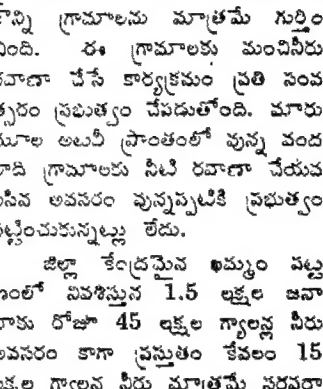 కొన్ని గ్రామాలను మాత్రమే గుర్తిం
చింది. ఈ గ్రామాలకు మంచినీరు
రవాణా చేసే కార్యక్రమం ప్రతి సంవ
త్సరం ప్రభుత్వం చేపడుతోంది. మారు
మూల అటవీ ప్రాంతంలో వున్న వంద
లాది గ్రామాలకు నీటి రవాణా చేయవ
లసిన అవసరం వున్నప్పటికీ ప్రభుత్వం
పట్టించుకున్నట్లు లేదు.
జిల్లా కేంద్రమైన ఖమ్మం పట్ట
ణంలో నివశిస్తున 1.5 లక్షల జనా
భాకు రోజూ 45 లక్షల గ్యాలన్ల నీరు
అవసరం కాగా ప్రస్తుతం కేవలం 15
లక్షల గ్యాలన్ల నీరు మాత్రమే సరఫరా